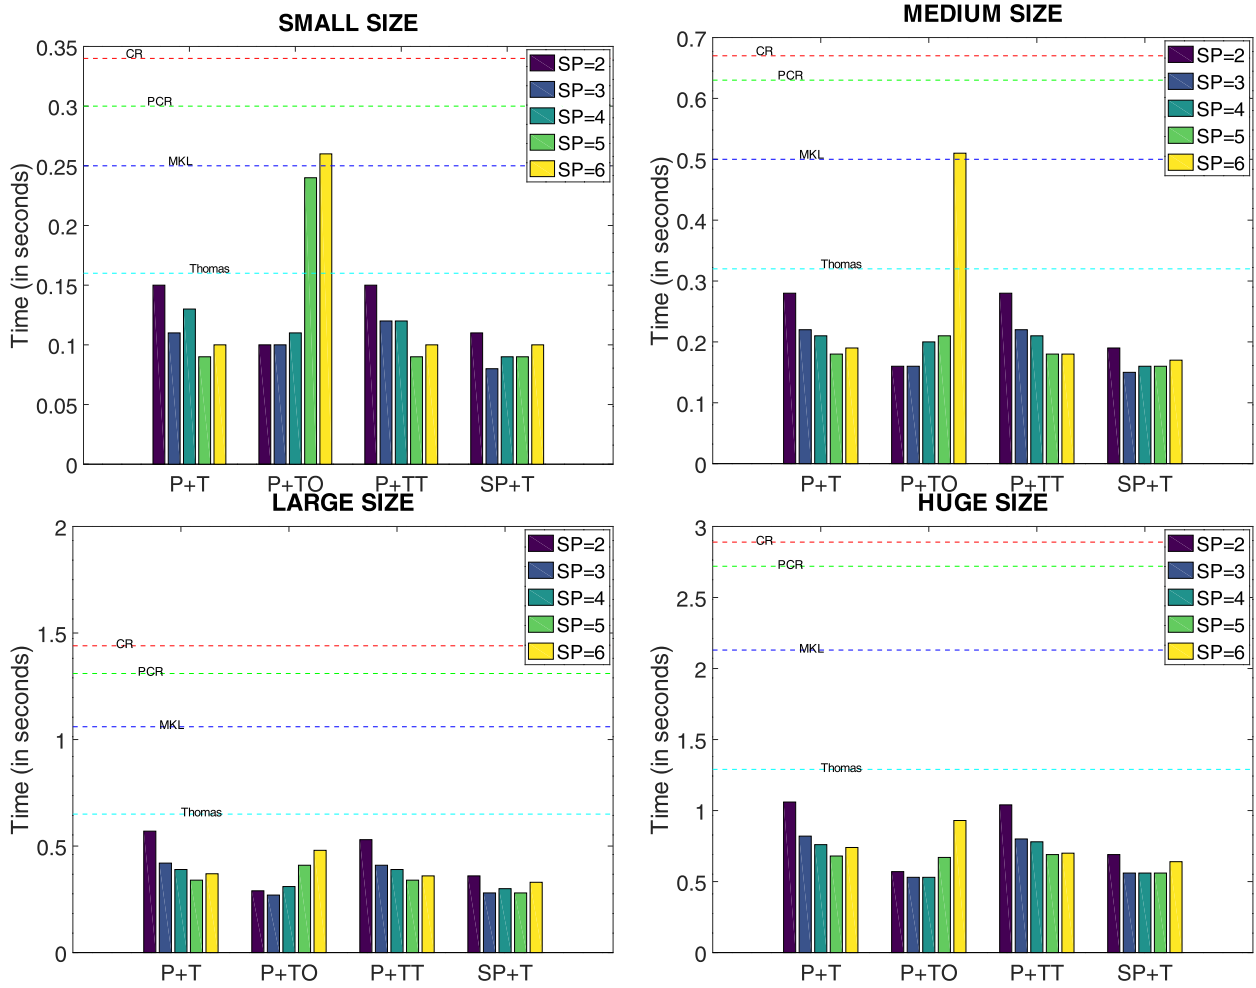 SMALL SIZE
0.35
0.3
0.25
0.2
0.15
0.1
0.05
0
Time (in seconds)
CR
PCR
MKL
Thomas
SP=2
SP=3
SP=4
SP=5
SP=6
P+T
P+TO
P+TT
SP+T
MEDIUM SIZE
0.7
0.6
0.5
0.4
0.3
0.2
0.1
0
Time (in seconds)
CR
PCR
MKL
Thomas
SP=2
SP=3
SP=4
SP=5
SP=6
P+T
P+TO
P+TT
SP+T
LARGE SIZE
2
1.5
1
0.5
0
Time (in seconds)
CR
PCR
MKL
Thomas
SP=2
SP=3
SP=4
SP=5
SP=6
P+T
P+TO
P+TT
SP+T
HUGE SIZE
3
2.5
2
1.5
1
0.5
0
Time (in seconds)
CR
PCR
MKL
Thomas
SP=2
SP=3
SP=4
SP=5
SP=6
P+T
P+TO
P+TT
SP+T